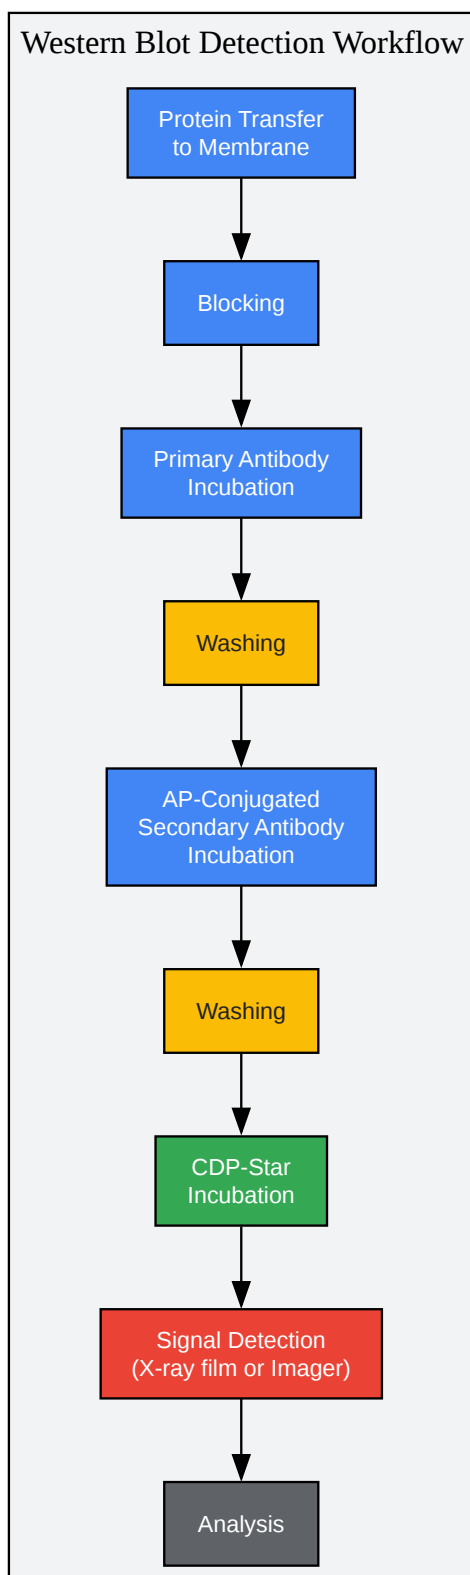 Western Blot Detection Workflow
Protein Transfer
to Membrane
Blocking
Primary Antibody
Incubation
Washing
AP-Conjugated
Secondary Antibody
Incubation
Washing
CDP-Star
Incubation
Signal Detection
(X-ray film or Imager)
Analysis